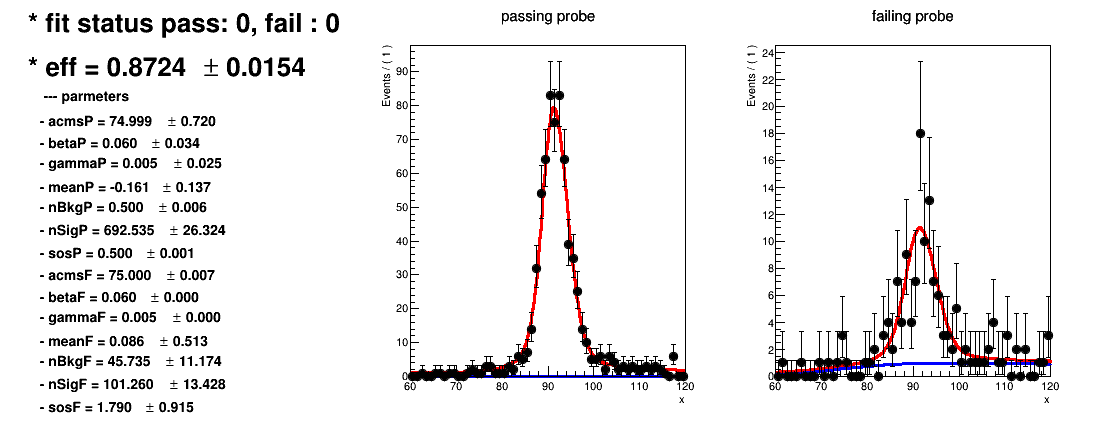 * fit status pass: 0, fail : 0
* eff = 0.8724 ± 0.0154
--- parmeters
- acmsP = 74.999 ± 0.720
- betaP = 0.060 ± 0.034
- gammaP = 0.005 ± 0.025
- meanP = -0.161 ± 0.137
- nBkgP = 0.500 ± 0.006
- nSigP = 692.535 ± 26.324
- sosP = 0.500 ± 0.001
- acmsF = 75.000 ± 0.007
- betaF = 0.060 ± 0.000
- gammaF = 0.005 ± 0.000
- meanF = 0.086 ± 0.513
- nBkgF = 45.735 ± 11.174
- nSigF = 101.260 ± 13.428
- sosF = 1.790 ± 0.915
passing probe
Events / ( 1 )
90
80
70
60
50
40
30
20
10
0
60 70 80 90 100 110 120
x
failing probe
Events / ( 1 )
24
22
20
18
16
14
12
10
8
6
4
2
0
60 70 80 90 100 110 120
x